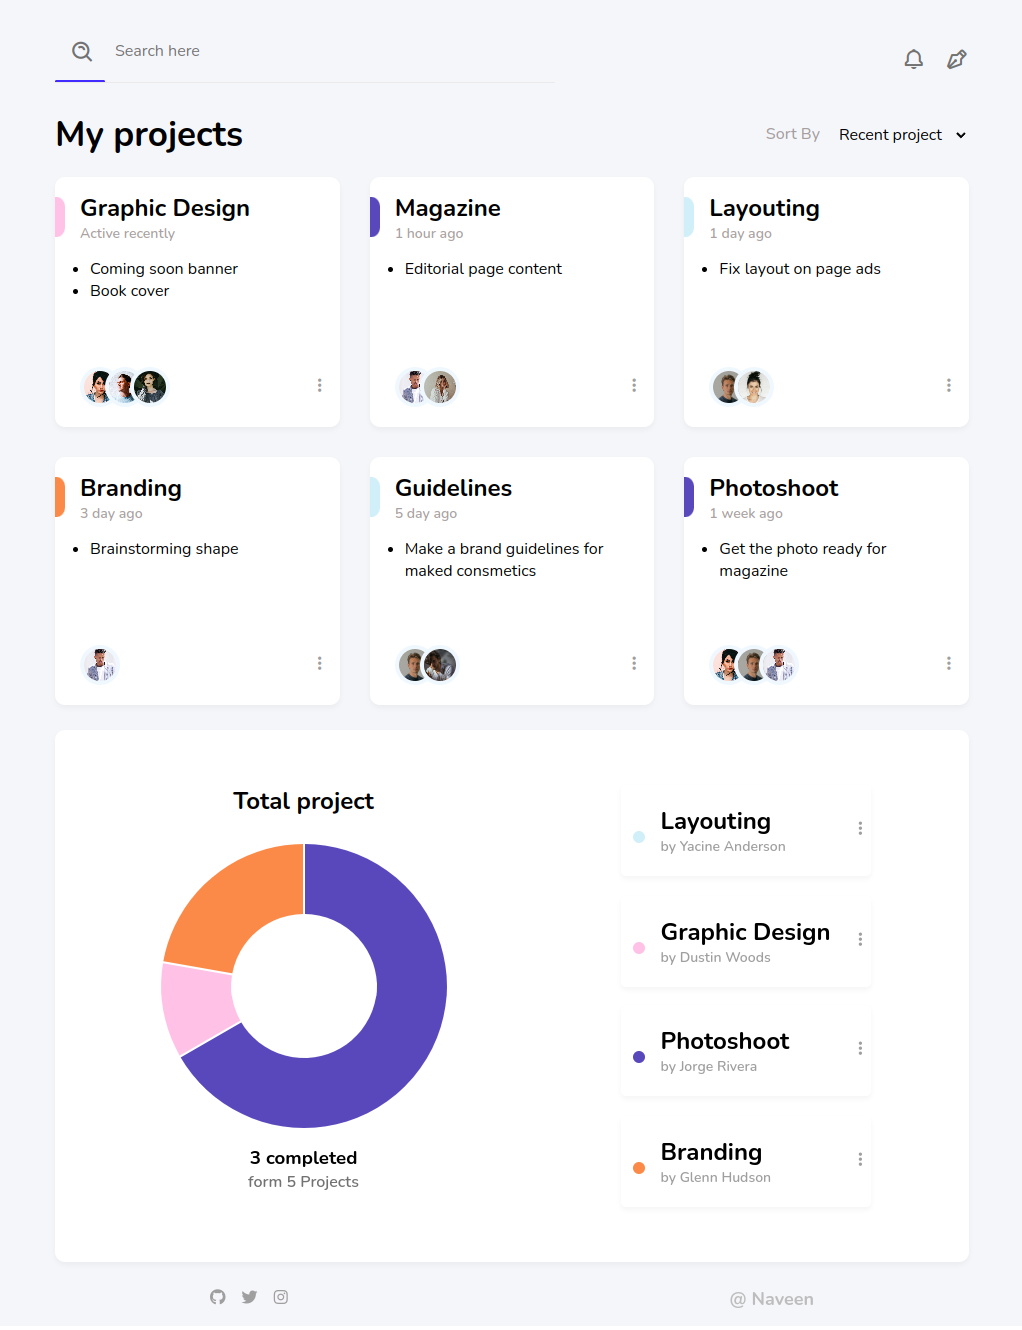 Search here
My projects
Sort By Recent project
Graphic Design
Active recently
Coming soon banner
Book cover
Magazine
1 hour ago
Editorial page content
Layouting
1 day ago
Fix layout on page ads
Branding
3 day ago
Brainstorming shape
Guidelines
5 day ago
Make a brand guidelines for
maked consmetics
Photoshoot
1 week ago
Get the photo ready for
magazine
Total project
3 completed
form 5 Projects
Layouting
by Yacine Anderson
Graphic Design
by Dustin Woods
Photoshoot
by Jorge Rivera
Branding
by Glenn Hudson
@ Naveen